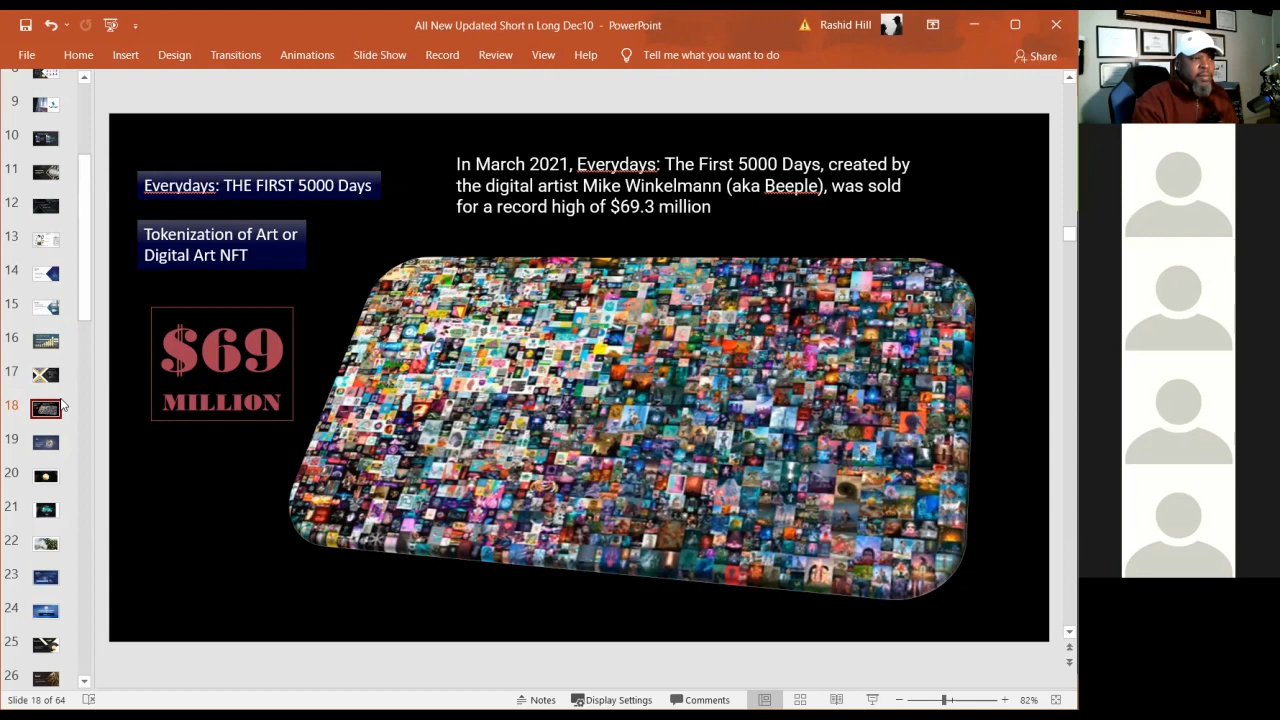 All New Updated Short n Long Dec10 - PowerPoint
Rashid Hill
File
Home
Insert
Design
Transitions
Animations
Slide Show
Record
Review
View
Help
Tell me what you want to do
Share
9
10
11
12
13
14
15
16
17
18
19
20
21
22
23
24
25
26
Everydays: THE FIRST 5000 Days
Tokenization of Art or
Digital Art NFT
$69
MILLION
In March 2021, Everydays: The First 5000 Days, created by
the digital artist Mike Winkelmann (aka Beeple), was sold
for a record high of $69.3 million
Slide 18 of 64
Notes
Display Settings
Comments
82%